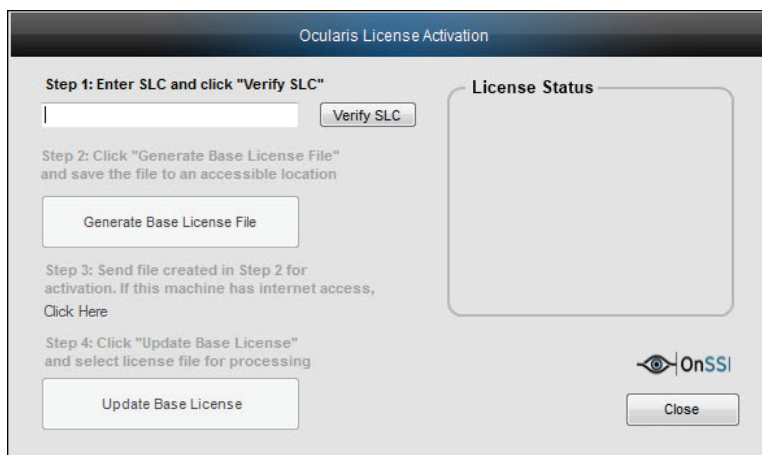 Ocularis License Activation
Step 1: Enter SLC and click "Verify SLC"
Verify SLC
Step 2: Click "Generate Base License File"
and save the file to an accessible location
Generate Base License File
Step 3: Send file created in Step 2 for
activation. If this machine has internet access,
Click Here
Step 4: Click "Update Base License"
and select license file for processing
Update Base License
License Status
OnSSI
Close